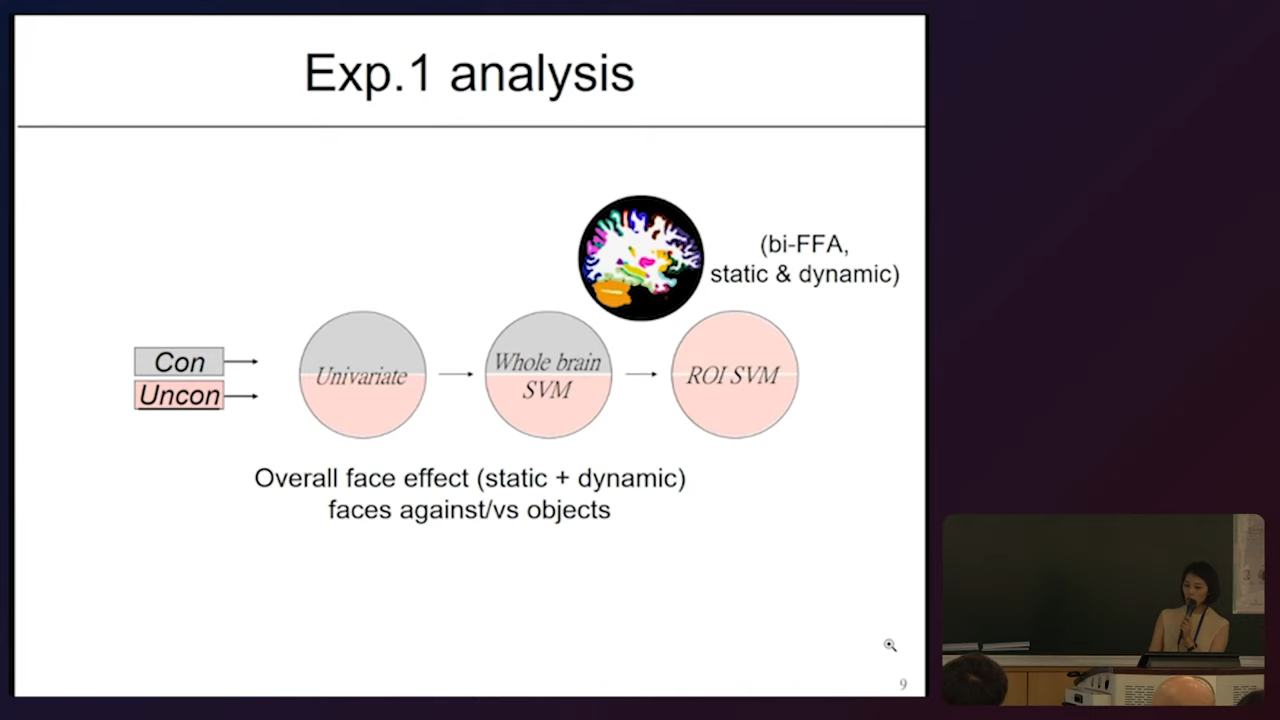 Exp.1 analysis
(bi-FFA,
static & dynamic)
Con
Uncon
Univariate
Whole brain
SVM
ROI SVM
Overall face effect (static + dynamic)
faces against/vs objects
9